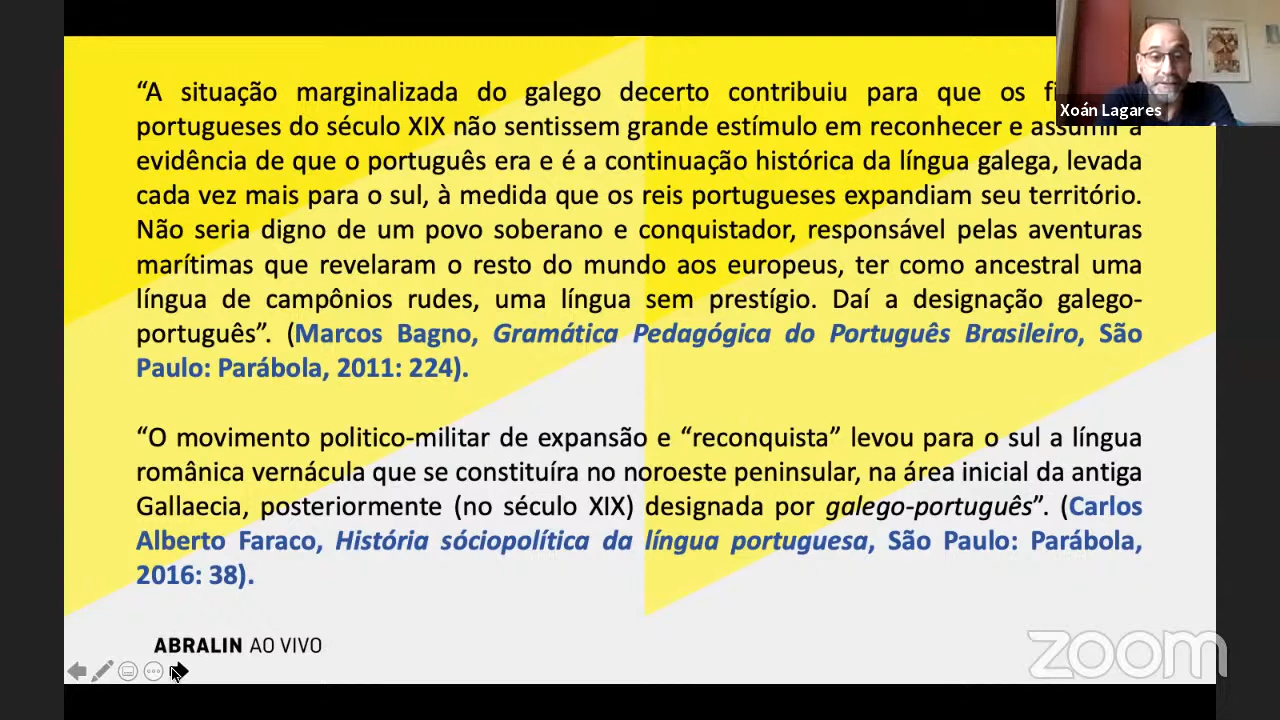 “A situação marginalizada do galego decerto contribuiu para que os
Xoán Lagares
portugueses do século XIX não sentissem grande estímulo em reconhecer e assumir a
evidência de que o português era e é a continuação histórica da língua galega, levada
cada vez mais para o sul, à medida que os reis portugueses expandiam seu território.
Não seria digno de um povo soberano e conquistador, responsável pelas aventuras
marítimas que revelaram o resto do mundo aos europeus, ter como ancestral uma
língua de campônios rudes, uma língua sem prestígio. Daí a designação galego-
português”. (Marcos Bagno, Gramática Pedagógica do Português Brasileiro, São
Paulo: Parábola, 2011: 224).
“O movimento politico-militar de expansão e “reconquista” levou para o sul a língua
românica vernácula que se constituíra no noroeste peninsular, na área inicial da antiga
Gallaecia, posteriormente (no século XIX) designada por galego-português”. (Carlos
Alberto Faraco, História sóciopolítica da língua portuguesa, São Paulo: Parábola,
2016: 38).
ABRALIN AO VIVO
zoom